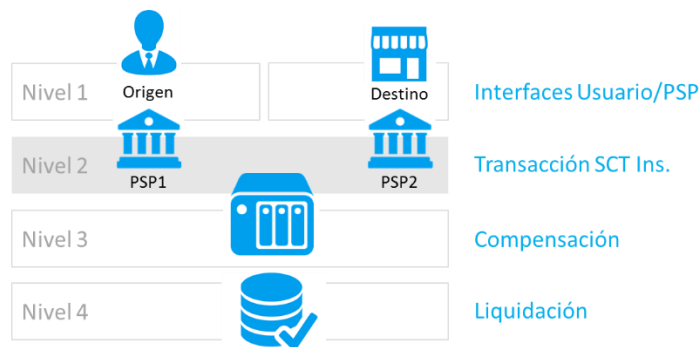 Nivel 1
Origen
Destino
Interfaces Usuario/PSP
Nivel 2
PSP1
PSP2
Transacción SCT Ins.
Nivel 3
Compensación
Nivel 4
Liquidación